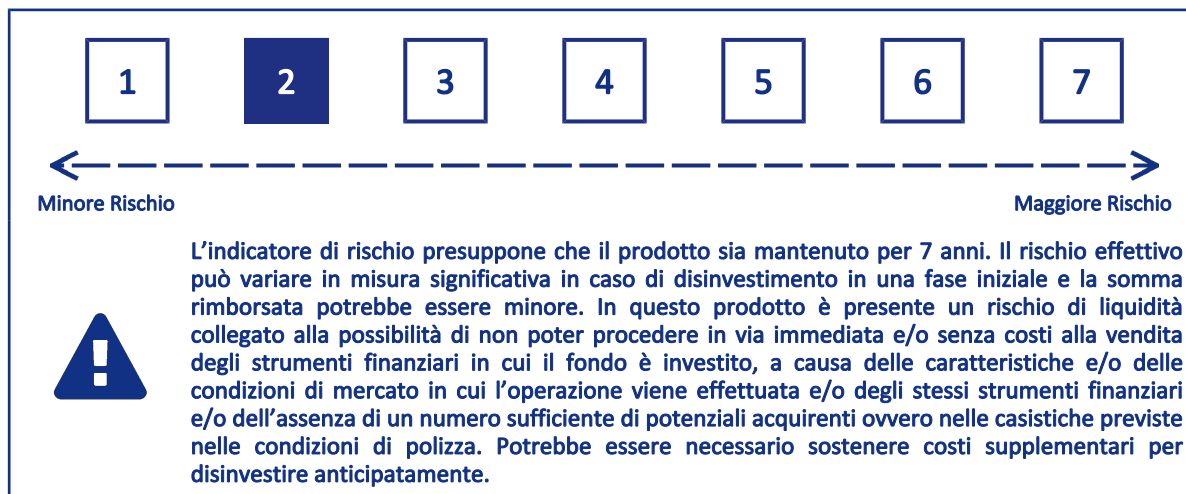 1 2 3 4 5 6 7
Minore Rischio Maggiore Rischio
L’indicatore di rischio presuppone che il prodotto sia mantenuto per 7 anni. Il rischio effettivo
può variare in misura significativa in caso di disinvestimento in una fase iniziale e la somma
rimborsata potrebbe essere minore. In questo prodotto è presente un rischio di liquidità
collegato alla possibilità di non poter procedere in via immediata e/o senza costi alla vendita
degli strumenti finanziari in cui il fondo è investito, a causa delle caratteristiche e/o delle
condizioni di mercato in cui l’operazione viene effettuata e/o degli stessi strumenti finanziari
e/o dell’assenza di un numero sufficiente di potenziali acquirenti ovvero nelle casistiche previste
nelle condizioni di polizza. Potrebbe essere necessario sostenere costi supplementari per
disinvestire anticipatamente.